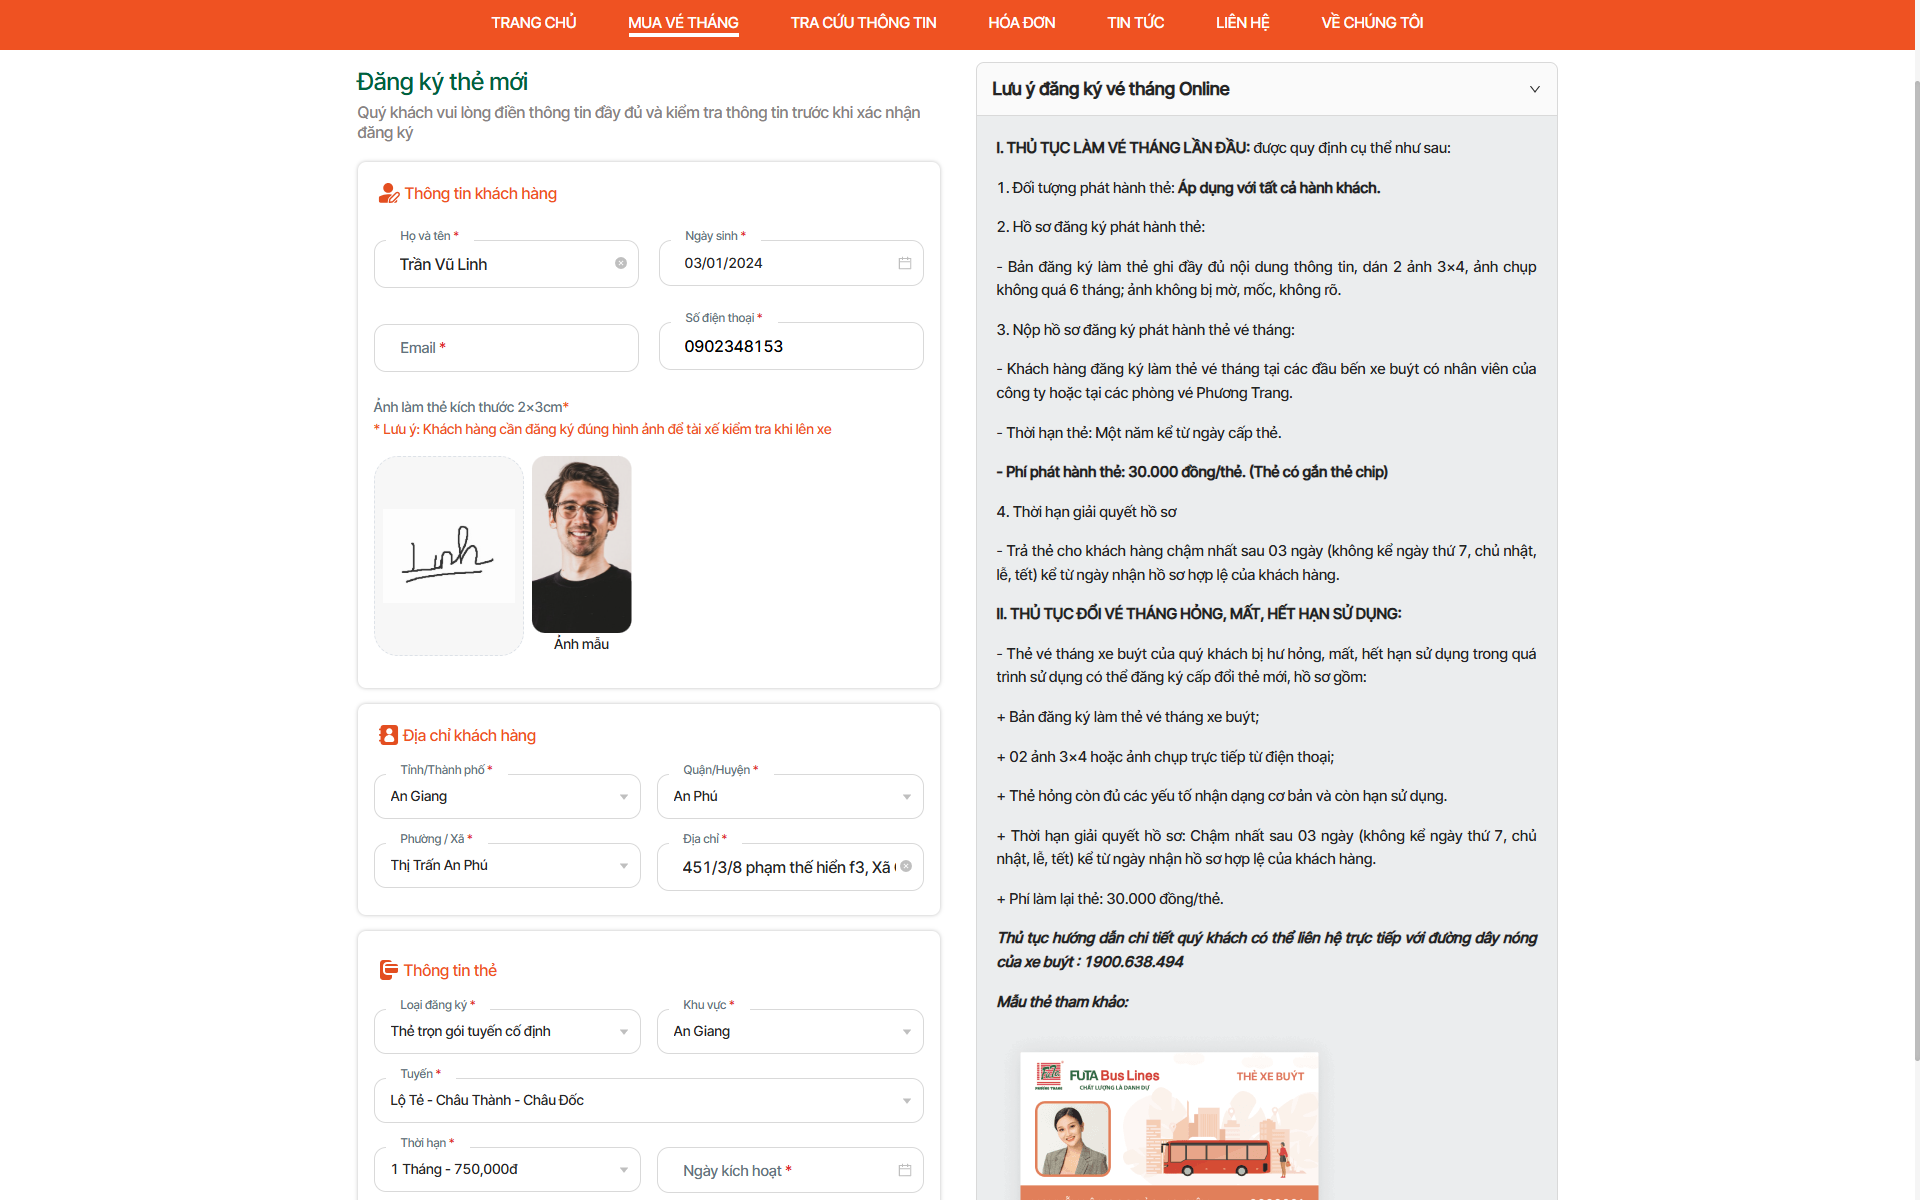 TRANG CHỦ
MUA VÉ THÁNG
TRA CỨU THÔNG TIN
HÓA ĐƠN
TIN TỨC
LIÊN HỆ
VỀ CHÚNG TÔI
Đăng ký thẻ mới
Quý khách vui lòng điền thông tin đầy đủ và kiểm tra thông tin trước khi xác nhận
đăng ký
Thông tin khách hàng
Họ và tên *
Trần Vũ Linh
Ngày sinh *
03/01/2024
Email *
Số điện thoại *
0902348153
Ảnh làm thẻ kích thước 2x3cm*
* Lưu ý: Khách hàng cần đăng ký đúng hình ảnh để tài xế kiểm tra khi lên xe
Linh
Ảnh mẫu
Địa chỉ khách hàng
Tỉnh/Thành phố *
An Giang
Quận/Huyện *
An Phú
Phường / Xã *
Thị Trấn An Phú
Địa chỉ *
451/3/8 phạm thế hiển f3, Xã
Thông tin thẻ
Loại đăng ký *
Thẻ trọn gói tuyến cố định
Khu vực *
An Giang
Tuyến *
Lộ Tẻ - Châu Thành - Châu Đốc
Thời hạn *
1 Tháng - 750,000đ
Ngày kích hoạt *
Lưu ý đăng ký vé tháng Online
I. THỦ TỤC LÀM VÉ THÁNG LẦN ĐẦU: được quy định cụ thể như sau:
1. Đối tượng phát hành thẻ: Áp dụng với tất cả hành khách.
2. Hồ sơ đăng ký phát hành thẻ:
- Bản đăng ký làm thẻ ghi đầy đủ nội dung thông tin, dán 2 ảnh 3x4, ảnh chụp
không quá 6 tháng; ảnh không bị mờ, mốc, không rõ.
3. Nộp hồ sơ đăng ký phát hành thẻ vé tháng:
- Khách hàng đăng ký làm thẻ vé tháng tại các đầu bến xe buýt có nhân viên của
công ty hoặc tại các phòng vé Phương Trang.
- Thời hạn thẻ: Một năm kể từ ngày cấp thẻ.
- Phí phát hành thẻ: 30.000 đồng/thẻ. (Thẻ có gắn thẻ chip)
4. Thời hạn giải quyết hồ sơ
- Trả thẻ cho khách hàng chậm nhất sau 03 ngày (không kể ngày thứ 7, chủ nhật,
lễ, tết) kể từ ngày nhận hồ sơ hợp lệ của khách hàng.
II. THỦ TỤC ĐỔI VÉ THÁNG HỎNG, MẤT, HẾT HẠN SỬ DỤNG:
- Thẻ vé tháng xe buýt của quý khách bị hư hỏng, mất, hết hạn sử dụng trong quá
trình sử dụng có thể đăng ký cấp đổi thẻ mới, hồ sơ gồm:
+ Bản đăng ký làm thẻ vé tháng xe buýt;
+ 02 ảnh 3x4 hoặc ảnh chụp trực tiếp từ điện thoại;
+ Thẻ hỏng còn đủ các yếu tố nhận dạng cơ bản và còn hạn sử dụng.
+ Thời hạn giải quyết hồ sơ: Chậm nhất sau 03 ngày (không kể ngày thứ 7, chủ
nhật, lễ, tết) kể từ ngày nhận hồ sơ hợp lệ của khách hàng.
+ Phí làm lại thẻ: 30.000 đồng/thẻ.
Thủ tục hướng dẫn chi tiết quý khách có thể liên hệ trực tiếp với đường dây nóng
của xe buýt : 1900.638.494
Mẫu thẻ tham khảo:
PHƯƠNG TRANG
FUTA Bus Lines
CHẤT LƯỢNG LÀ DANH DỰ
THẺ XE BUÝT